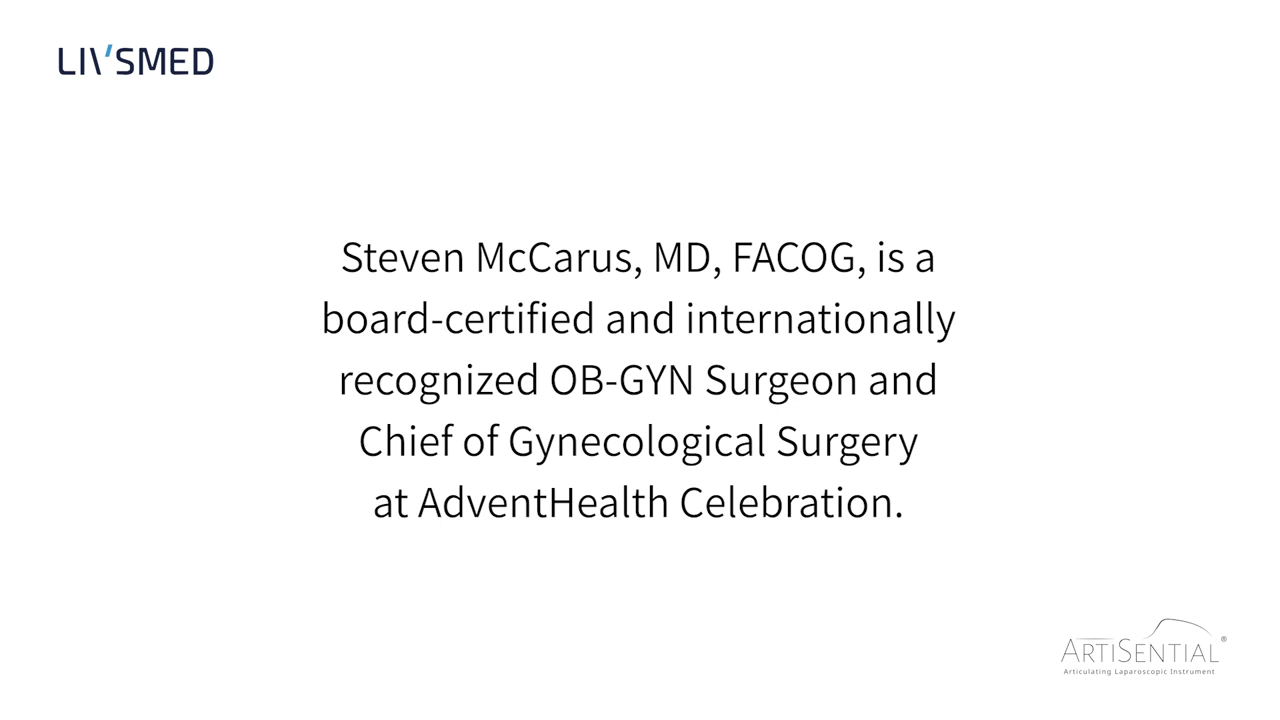 LIVSMED
Steven McCarus, MD, FACOG, is a
board-certified and internationally
recognized OB-GYN Surgeon and
Chief of Gynecological Surgery
at AdventHealth Celebration.
ARTISENTIAL®
Articulating Laparoscopic Instrument